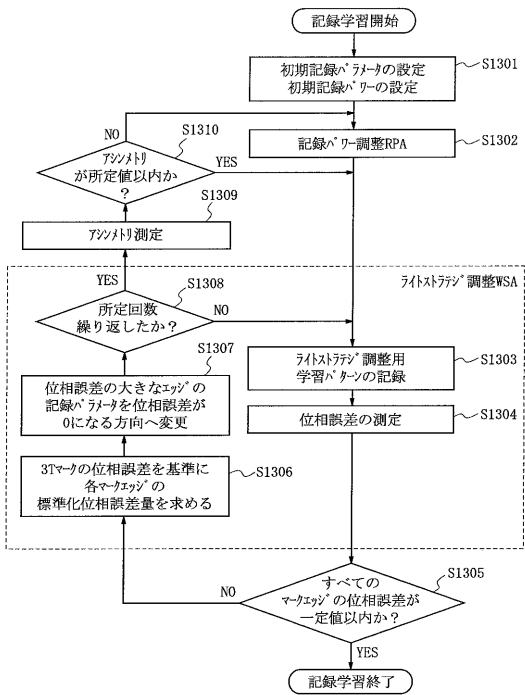 記録学習開始
S1301
初期記録ﾊﾟﾗﾒｰﾀの設定
初期記録ﾊﾟﾜｰの設定
NO
S1310
S1302
記録ﾊﾟﾜｰ調整RPA
ｱｼﾝﾒﾄﾘ
が所定値以内か
?
YES
S1309
ｱｼﾝﾒﾄﾘ測定
YES
S1308
ﾗｲﾄｽﾄﾗﾃｼﾞ調整WSA
所定回数
繰り返したか?
NO
S1307
S1303
ﾗｲﾄｽﾄﾗﾃｼﾞ調整用
学習ﾊﾟﾀｰﾝの記録
位相誤差の大きなｴｯｼﾞの
記録ﾊﾟﾗﾒｰﾀを位相誤差が
0になる方向へ変更
S1304
位相誤差の測定
S1306
3Tマークの位相誤差を基準に
各マークｴｯｼﾞの
標準化位相誤差量を求める
S1305
NO
すべての
マークｴｯｼﾞの位相誤差が
一定値以内か?
YES
記録学習終了